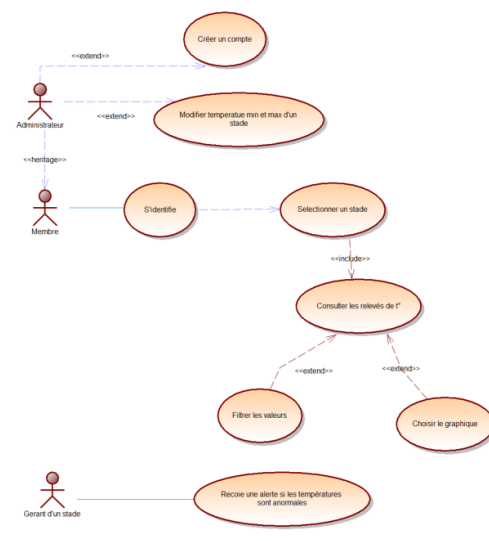 Créer un compte
<<extend>>
Administrateur
<<extend>>
Modifier temperatue min et max d'un
stade
<<heritage>>
Membre
S'identifie
Selectionner un stade
<<include>>
Consulter les relevés de t°
<<extend>>
<<extend>>
Filtrer les valeurs
Choisir le graphique
Gerant d'un stade
Recoie une alerte si les températures
sont anormales